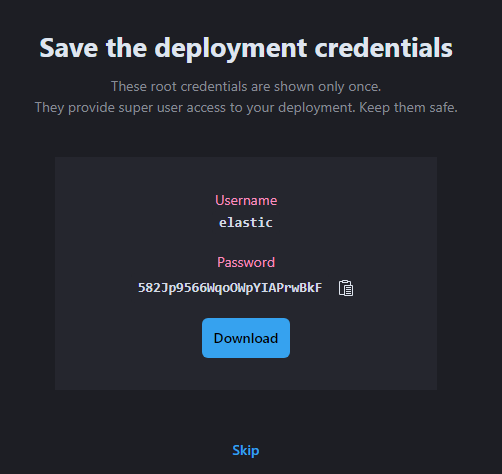 Save the deployment credentials
These root credentials are shown only once.
They provide super user access to your deployment. Keep them safe.
Username
elastic
Password
582Jp9566WqoOWpYIAPrwBkF
Download
Skip